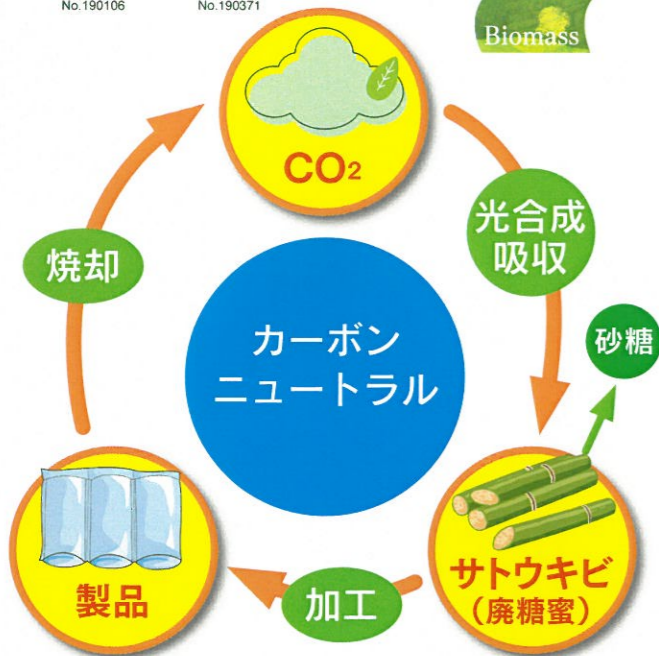 No.190106
No.190371
Biomass
CO2
光合成
吸収
焼却
カーボン
ニュートラル
砂糖
サトウキビ
(廃糖蜜)
加工
製品